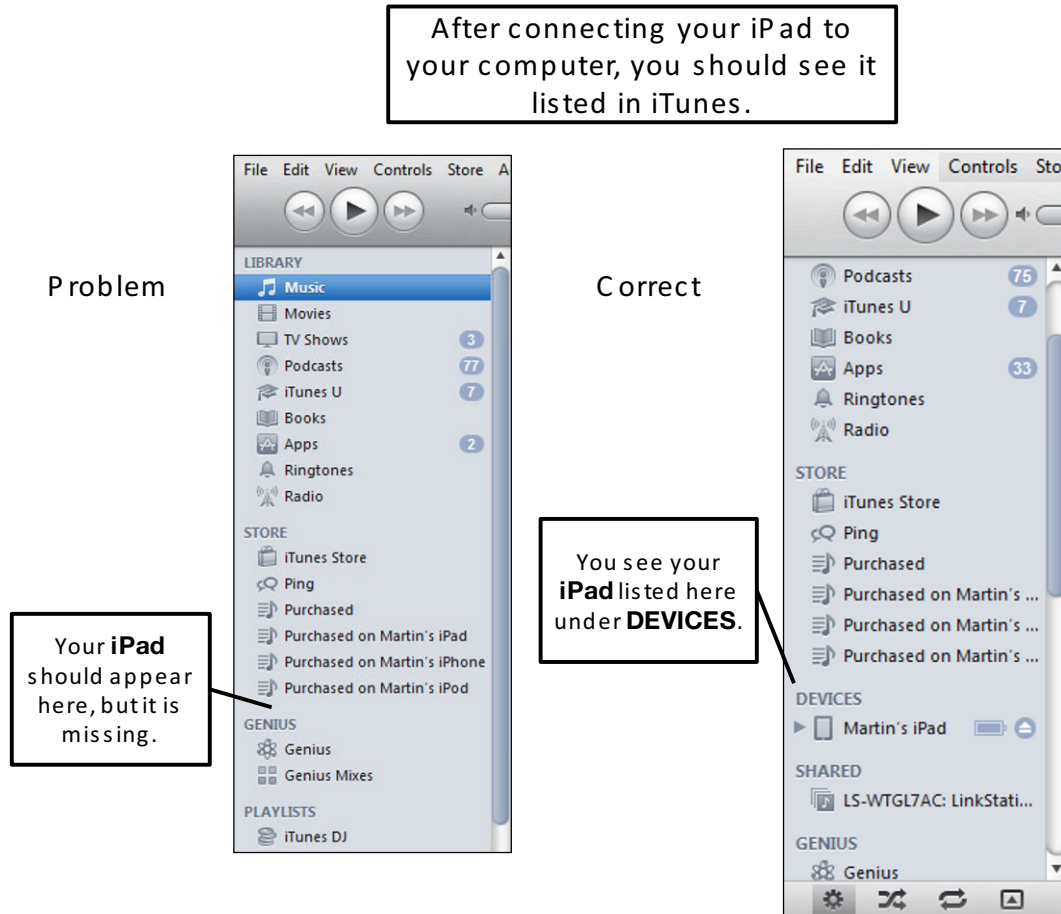 After connecting your iPad to
your computer, you should see it
listed in iTunes.
Problem
File Edit View Controls Store A
LIBRARY
Music
Movies
TV Shows 3
Podcasts 77
iTunes U 7
Books
Apps 2
Ringtones
Radio
STORE
iTunes Store
Ping
Purchased
Purchased on Martin's iPad
Purchased on Martin's iPhone
Purchased on Martin's iPod
GENIUS
Genius
Genius Mixes
PLAYLISTS
iTunes DJ
Your iPad
should appear
here, but it is
missing.
Correct
File Edit View Controls Sto
Podcasts 75
iTunes U 7
Books
Apps 33
Ringtones
Radio
STORE
iTunes Store
Ping
Purchased
Purchased on Martin's ...
Purchased on Martin's ...
Purchased on Martin's ...
DEVICES
Martin's iPad
SHARED
LS-WTGL7AC: LinkStati...
GENIUS
Genius
You see your
iPad listed here
under DEVICES.